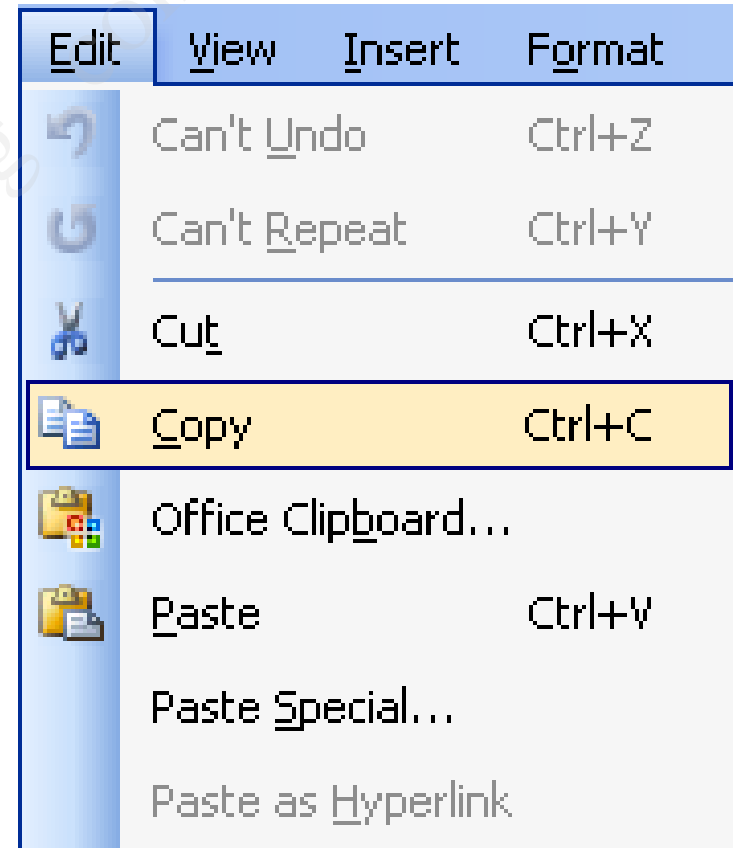 Edit View Insert Format
Can't Undo Ctrl+Z
Can't Repeat Ctrl+Y
Cut Ctrl+X
Copy Ctrl+C
Office Clipboard...
Paste Ctrl+V
Paste Special...
Paste as Hyperlink